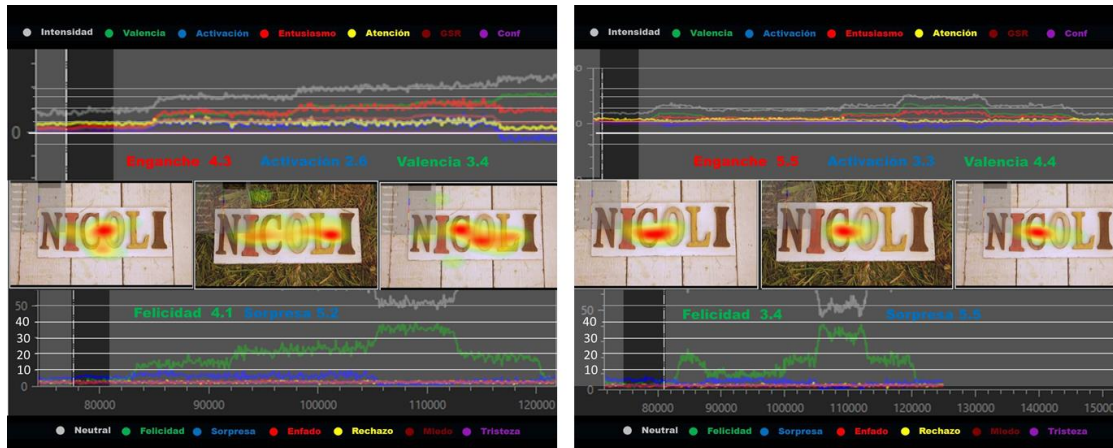 Intensidad Valencia Activación Entusiasmo Atención GSR Conf
0
Enganche 4.3 Activación 2.6 Valencia 3.4
NICOLI NICOLI NICOLI
50
Felicidad 4.1 Sorpresa 5.2
40
30
20
10
0
80000 90000 100000 110000 120000
Neutral Felicidad Sorpresa Enfado Rechazo Miedo Tristeza
Intensidad Valencia Activación Entusiasmo Atención GSR Conf
Enganche 5.5 Activación 3.3 Valencia 4.4
NICOLI NICOLI NICOLI
50
Felicidad 3.4 Sorpresa 5.5
40
30
20
10
0
80000 90000 100000 110000 120000 130000 140000
Neutral Felicidad Sorpresa Enfado Rechazo Miedo Tristeza